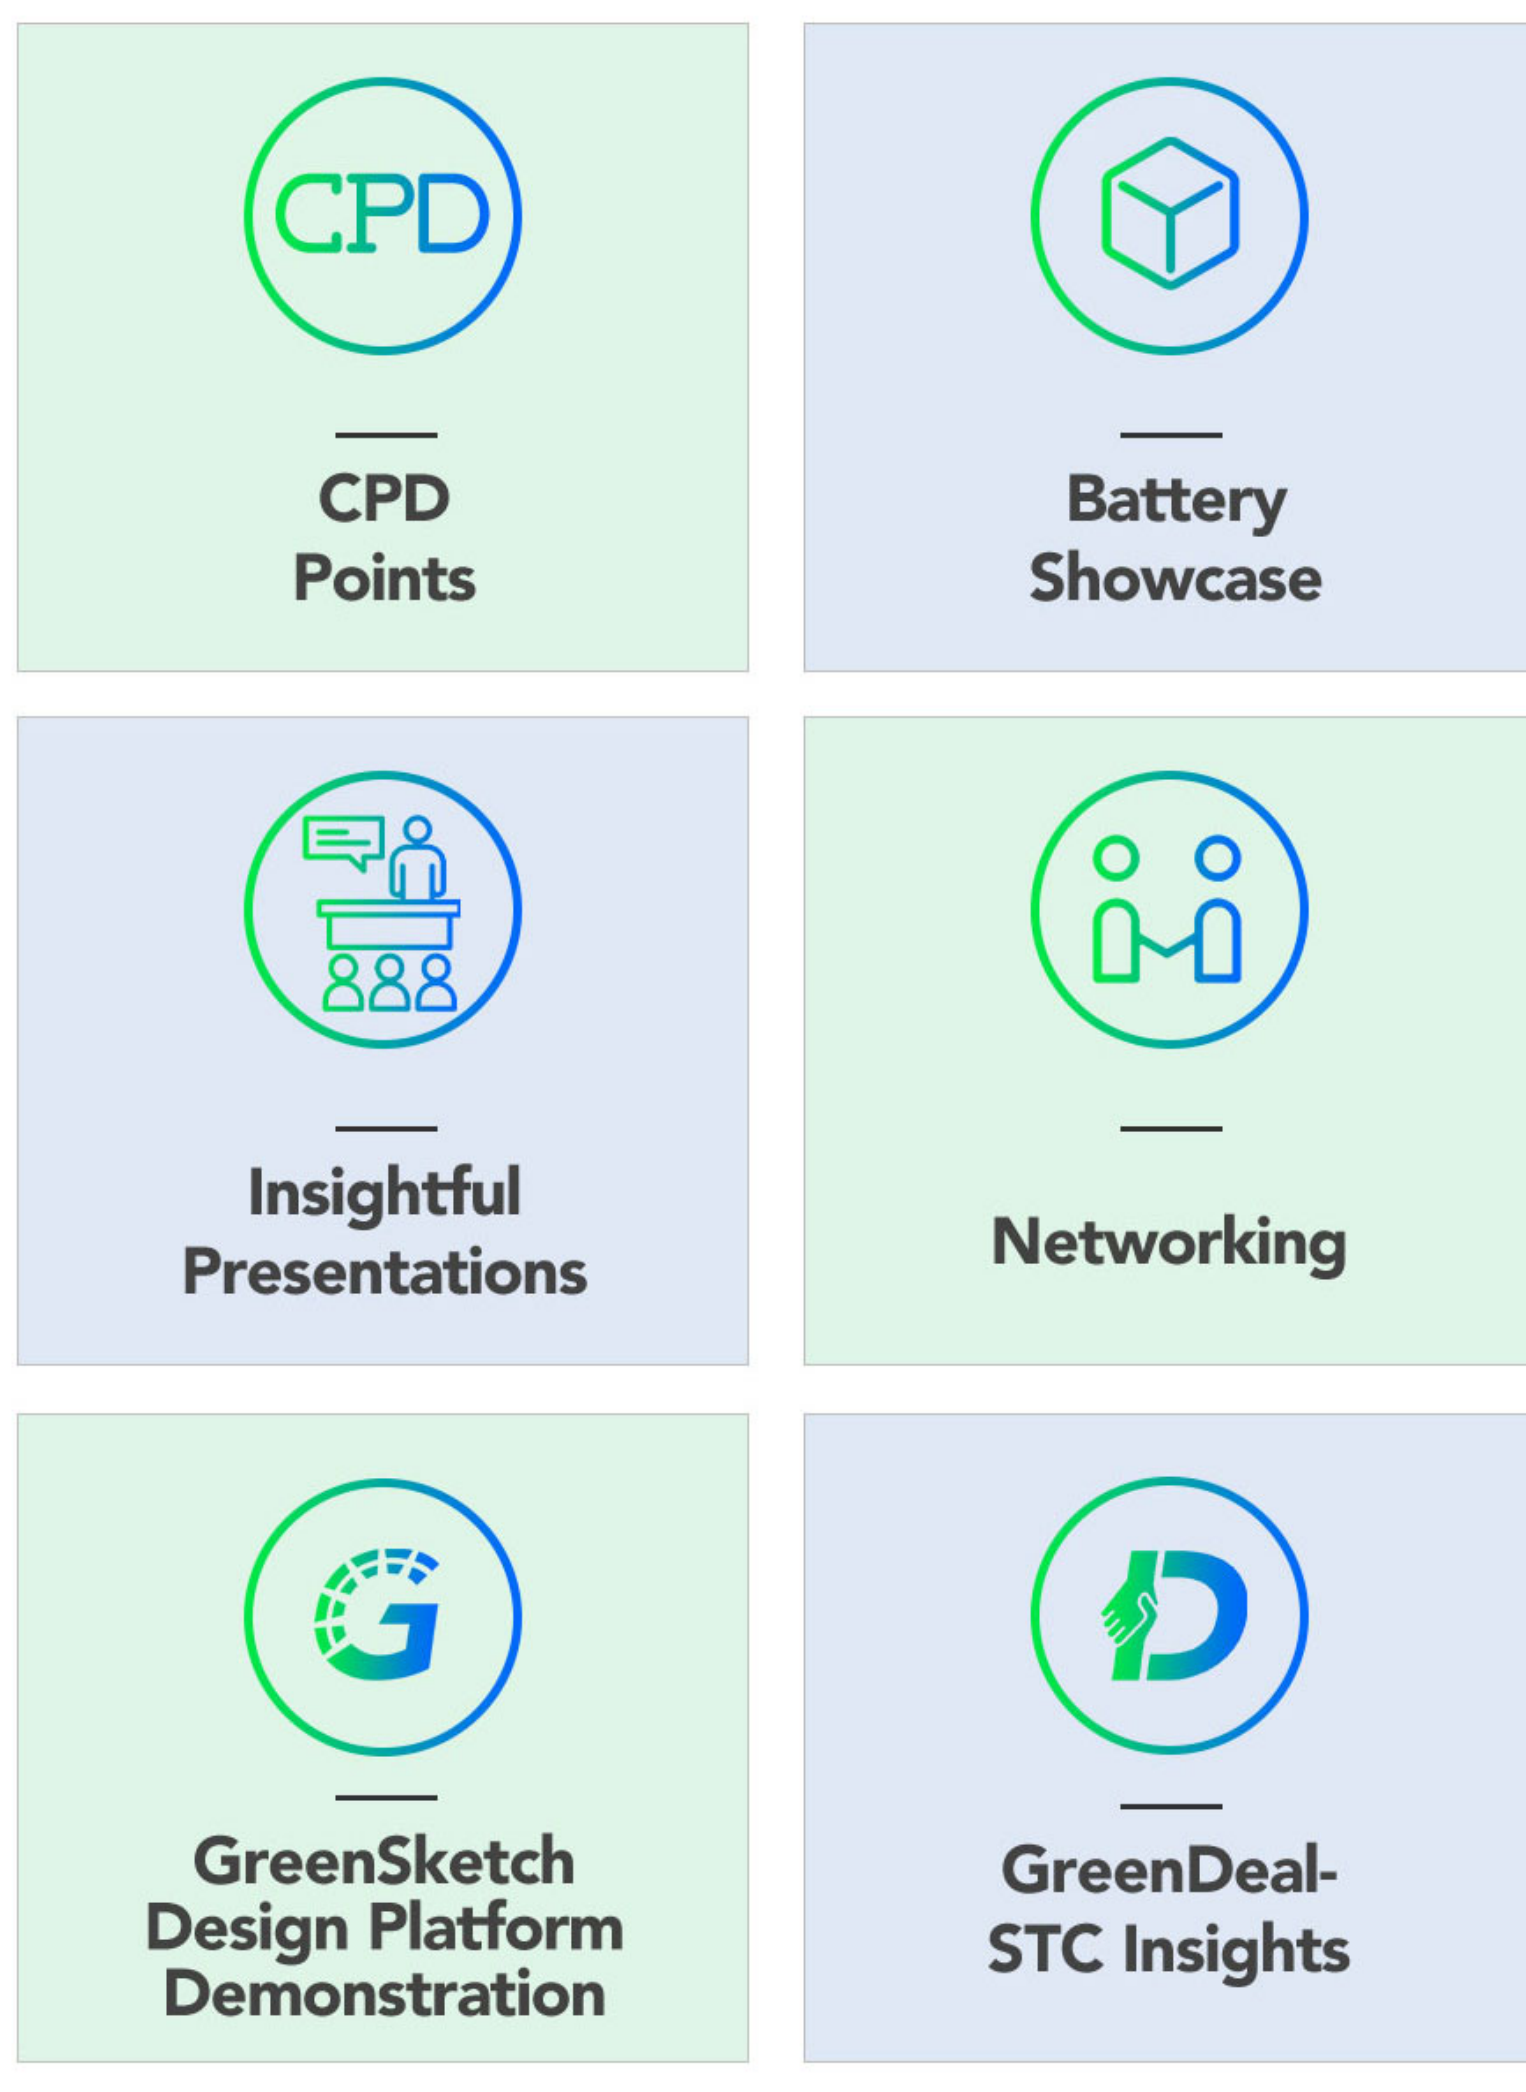 CPD
CPD
Points
Battery
Showcase
Insightful
Presentations
Networking
G
GreenSketch
Design Platform
Demonstration
D
GreenDeal-
STC Insights